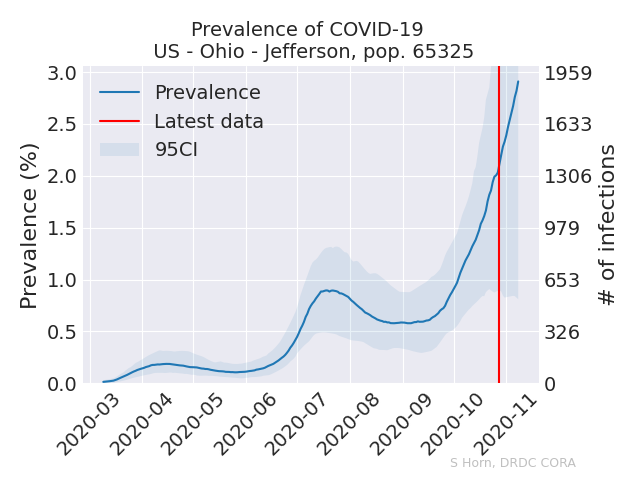 Prevalence of COVID-19
US - Ohio - Jefferson, pop. 65325
Prevalence
Latest data
95CI
Prevalence (%)
3.0
2.5
2.0
1.5
1.0
0.5
0.0
1959
1633
1306
979
653
326
0
# of infections
2020-03
2020-04
2020-05
2020-06
2020-07
2020-08
2020-09
2020-10
2020-11
S Horn, DRDC CORA